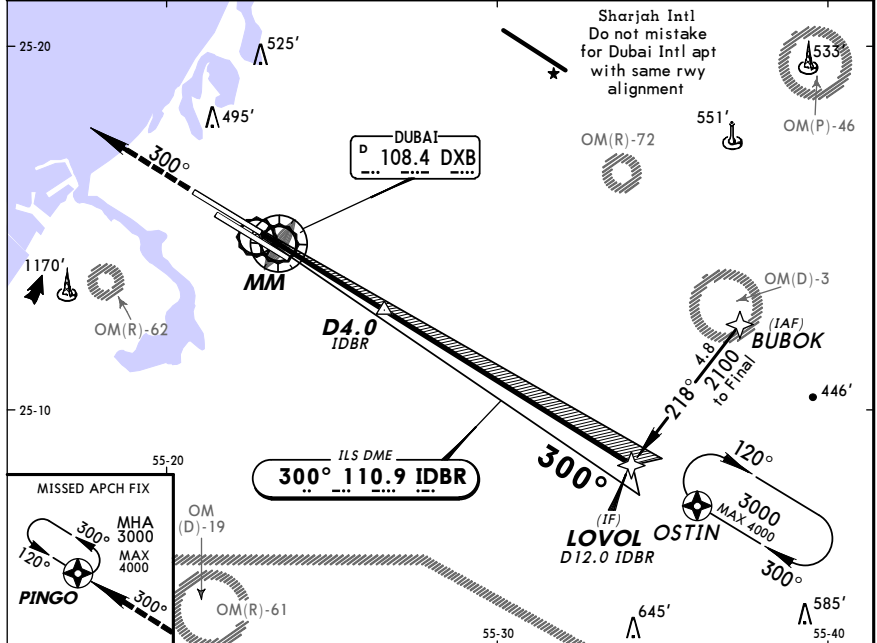 25-20
525'
495'
Sharjah Intl
Do not mistake
for Dubai Intl apt
with same rwy
alignment
533'
OM(P)-46
551'
OM(R)-72
300°
DUBAI
D 108.4 DXB
MM
1170'
OM(R)-62
D4.0
IDBR
OM(D)-3
(IAF)
BUBOK
4.8
218°
2100
to Final
446'
25-10
55-20
ILS DME
300° 110.9 IDBR
300°
(IF)
LOVOL
D12.0 IDBR
OSTIN
120°
3000
MAX 4000
300°
MISSED APCH FIX
300°
MHA
3000
MAX
4000
120°
PINGO
300°
OM
(D)-19
OM(R)-61
55-30
645'
585'
55-40